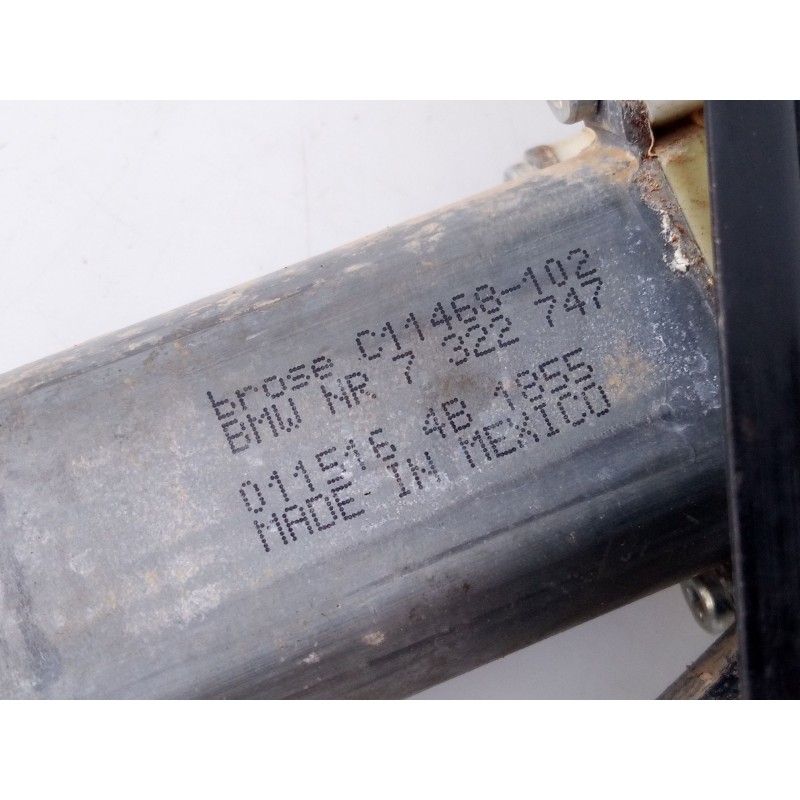 brose C11468-102
BMW NR 7 322 747
011516 4B 1855
MADE IN MEXICO